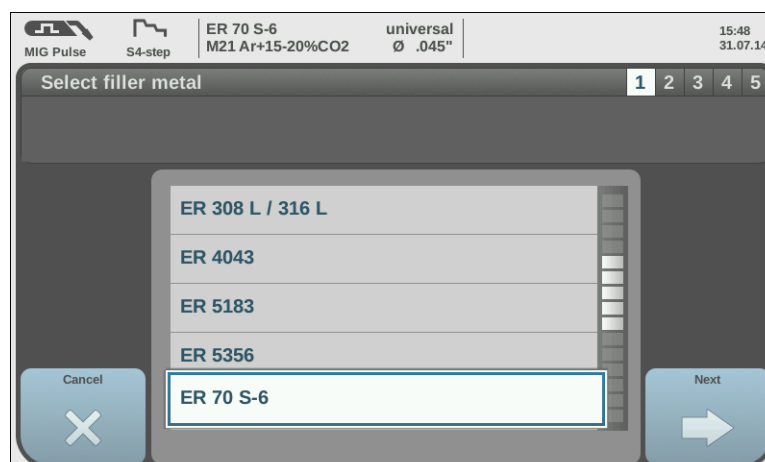 MIG Pulse
S4-step
ER 70 S-6 universal
M21 Ar+15-20%CO2 Ø .045"
15:48
31.07.14
Select filler metal 1 2 3 4 5
ER 308 L / 316 L
ER 4043
ER 5183
ER 5356
ER 70 S-6
Cancel
Next